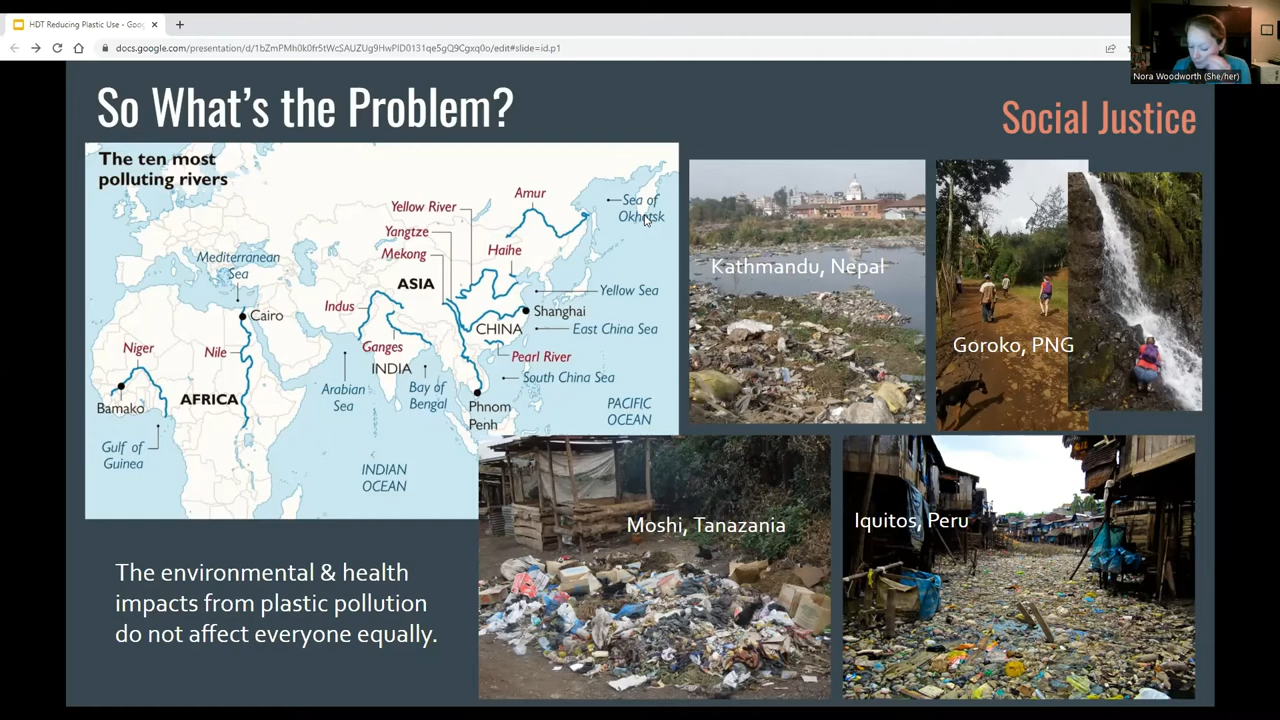 HDT Reducing Plastic Use - Goog
docs.google.com/presentation/d/1bZmPMh0k0fr5tWcSAUZUg9HwPlD0131qe5gQ9Cgxq0o/edit#slide=id.p1
Nora Woodworth (She/her)
So What's the Problem?
Social Justice
The ten most
polluting rivers
Amur
Sea of
Okhotsk
Yellow River
Yangtze
Haihe
Mekong
Mediterranean
Sea
ASIA
Yellow Sea
Indus
Cairo
Shanghai
CHINA
East China Sea
Niger
Nile
Ganges
Pearl River
INDIA
South China Sea
Arabian
Sea
Bay of
Bengal
Bamako
AFRICA
Phnom
Penh
PACIFIC
OCEAN
Gulf of
Guinea
INDIAN
OCEAN
Kathmandu, Nepal
Goroko, PNG
Moshi, Tanazania
Iquitos, Peru
The environmental & health
impacts from plastic pollution
do not affect everyone equally.